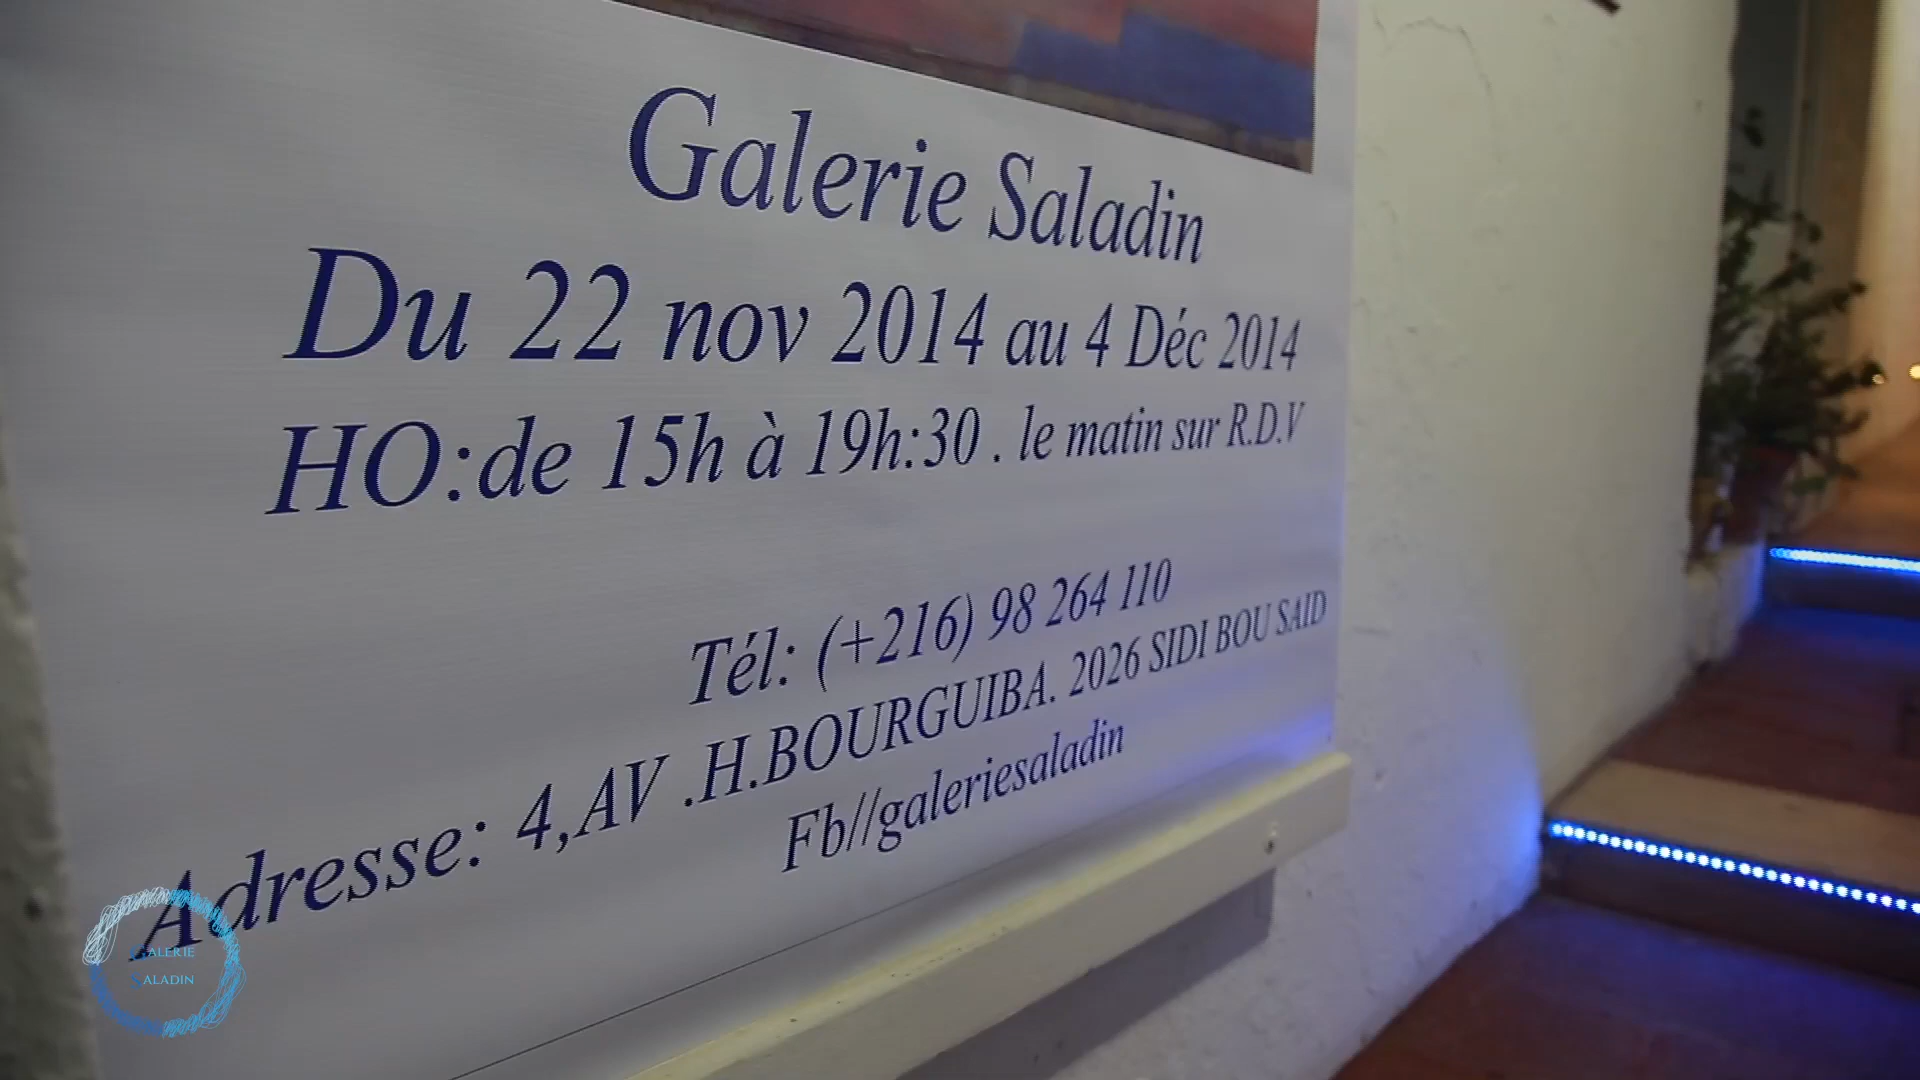 Galerie Saladin
Du 22 nov 2014 au 4 Déc 2014
HO:de 15h à 19h:30 . le matin sur R.D.V
Tél: (+216) 98 264 110
Adresse: 4,AV .H.BOURGUIBA. 2026 SIDI BOU SAID
Fb//galeriesaladin
GALERIE
SALADIN